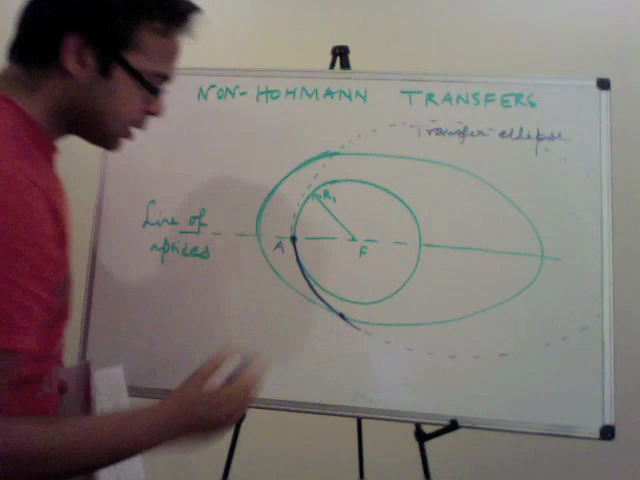 NON-HOHMANN TRANSFERS
Transfer ellipse
R₁
Line of
apsides
A
F